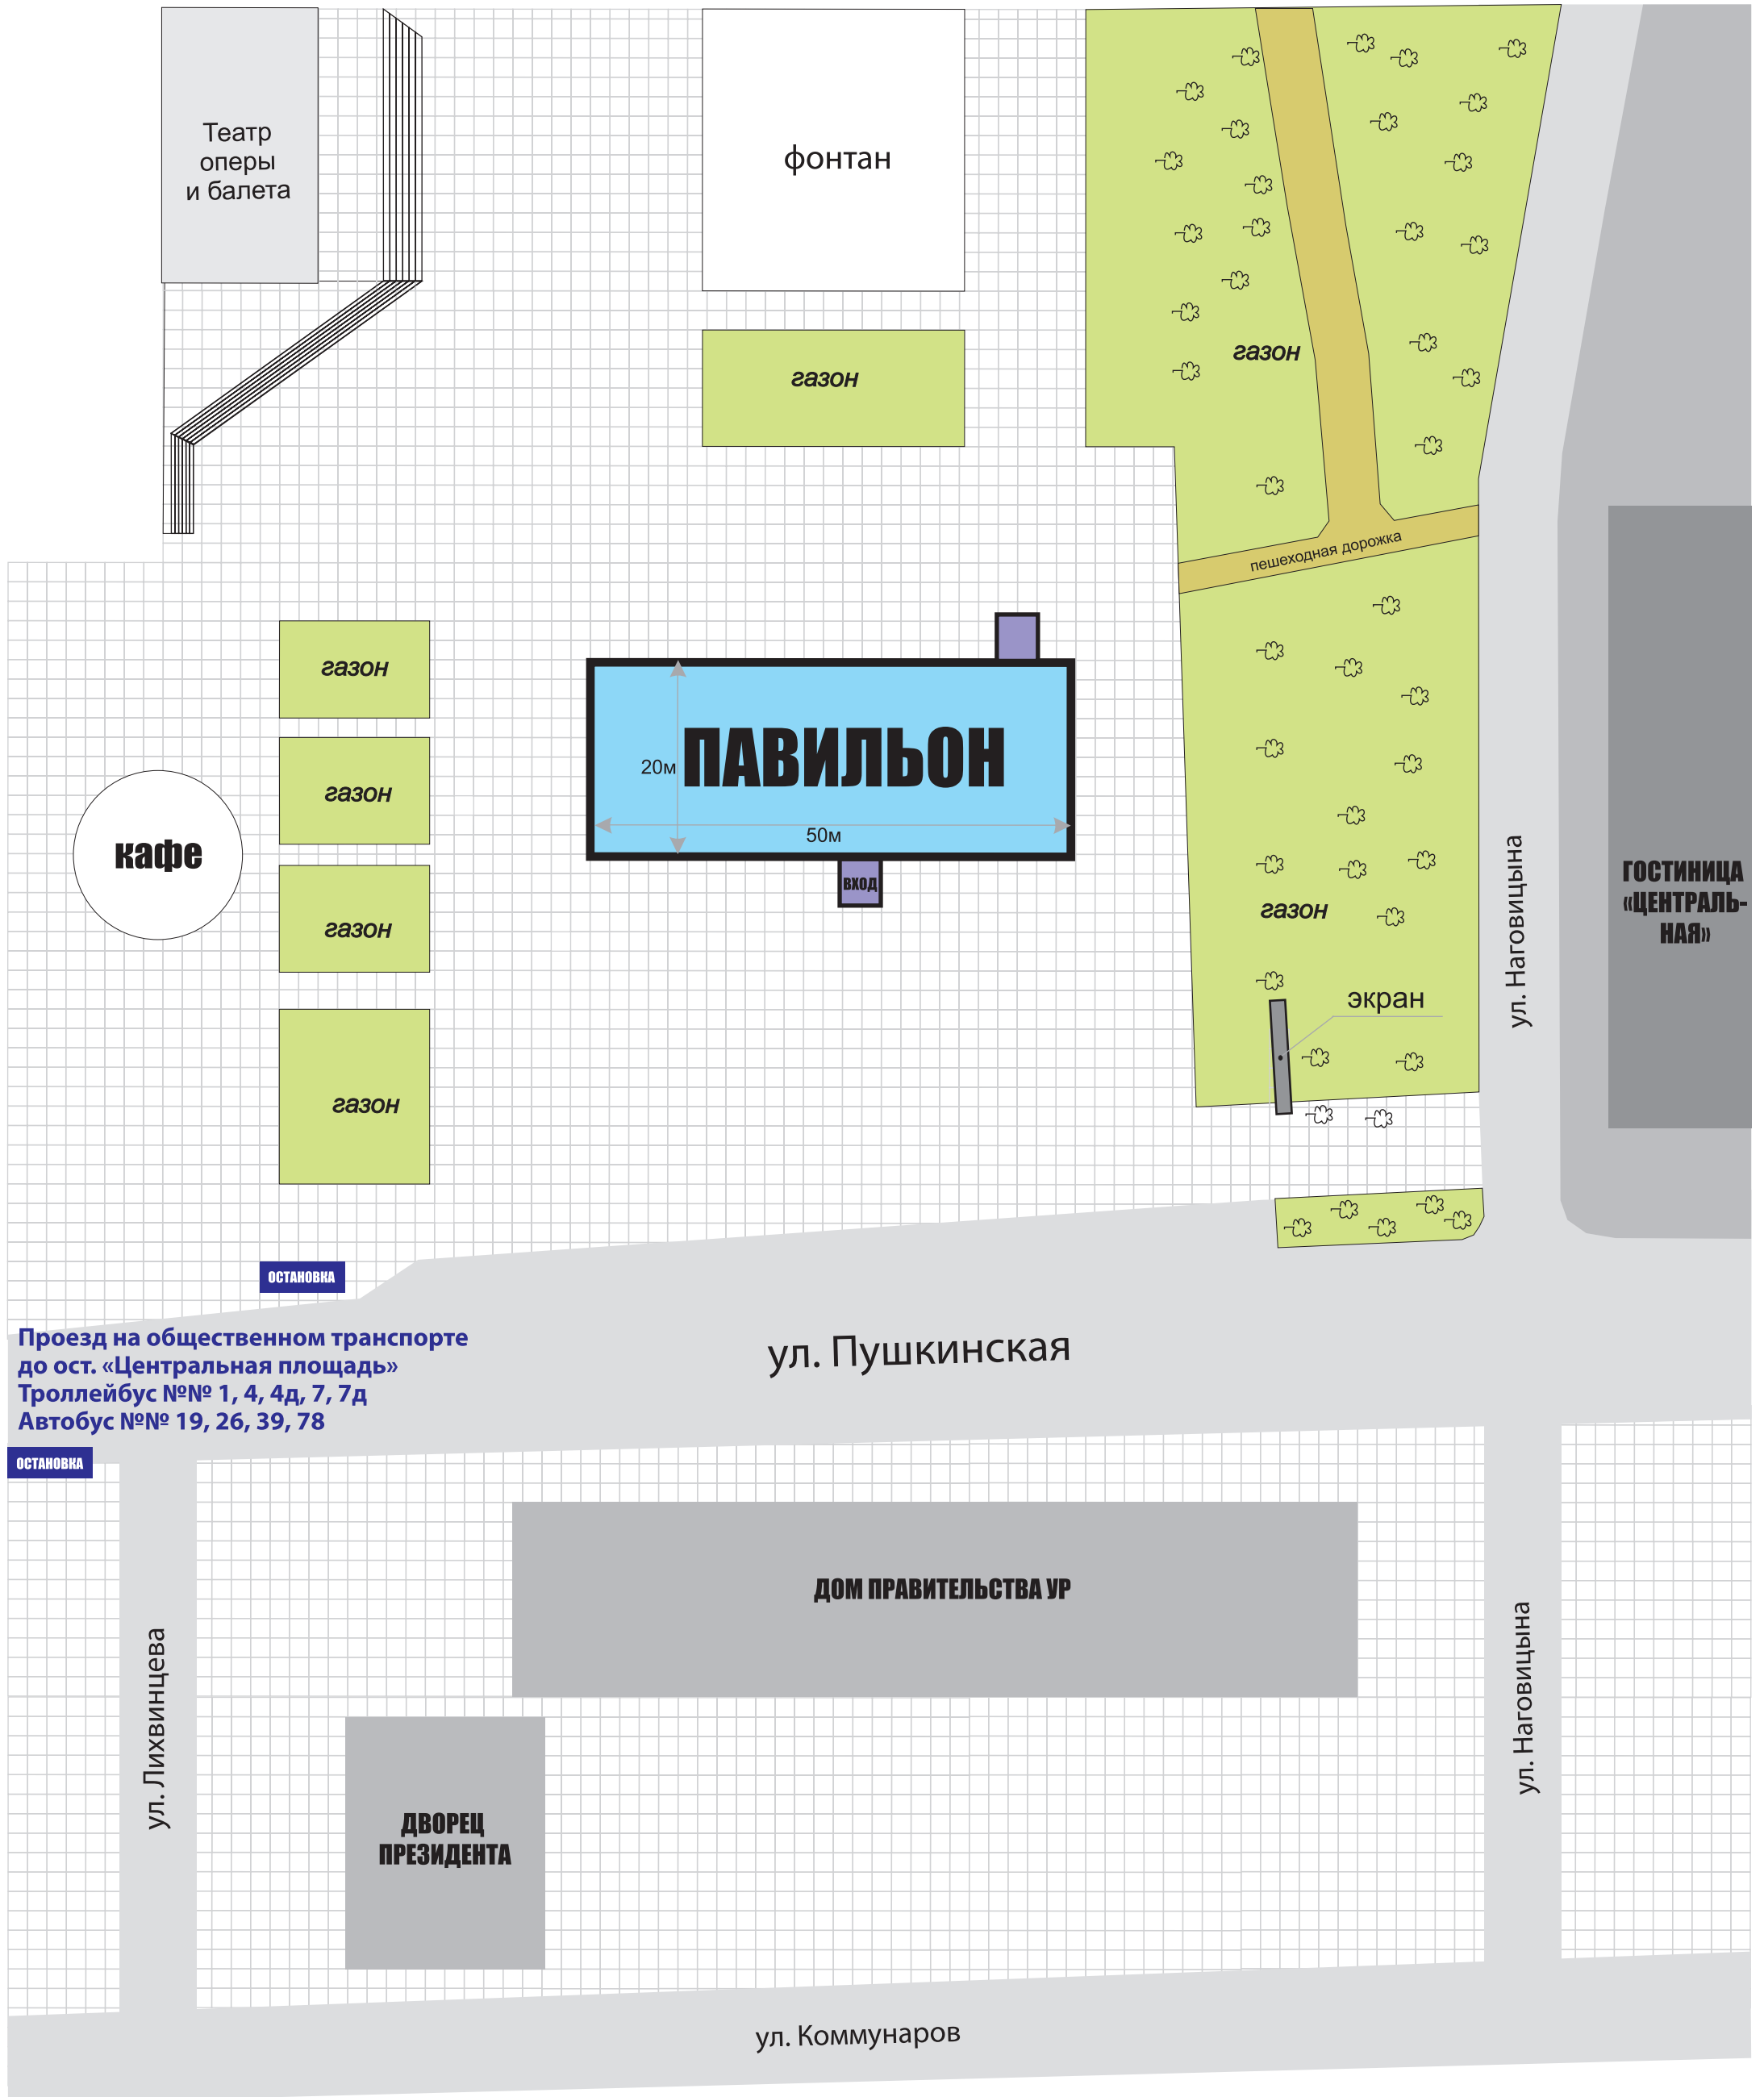 Театр
оперы
и балета
фонтан
газон
газон
пешеходная дорожка
газон
газон
газон
газон
кафе
ПАВИЛЬОН
20м
50м
ВХОД
газон
экран
ул. Наговицына
ГОСТИНИЦА
«ЦЕНТРАЛЬ-
НАЯ»
ОСТАНОВКА
Проезд на общественном транспорте
до ост. «Центральная площадь»
Троллейбус №№ 1, 4, 4д, 7, 7д
Автобус №№ 19, 26, 39, 78
ОСТАНОВКА
ул. Пушкинская
ДОМ ПРАВИТЕЛЬСТВА УР
ул. Лихвинцева
ул. Наговицына
ДВОРЕЦ
ПРЕЗИДЕНТА
ул. Коммунаров